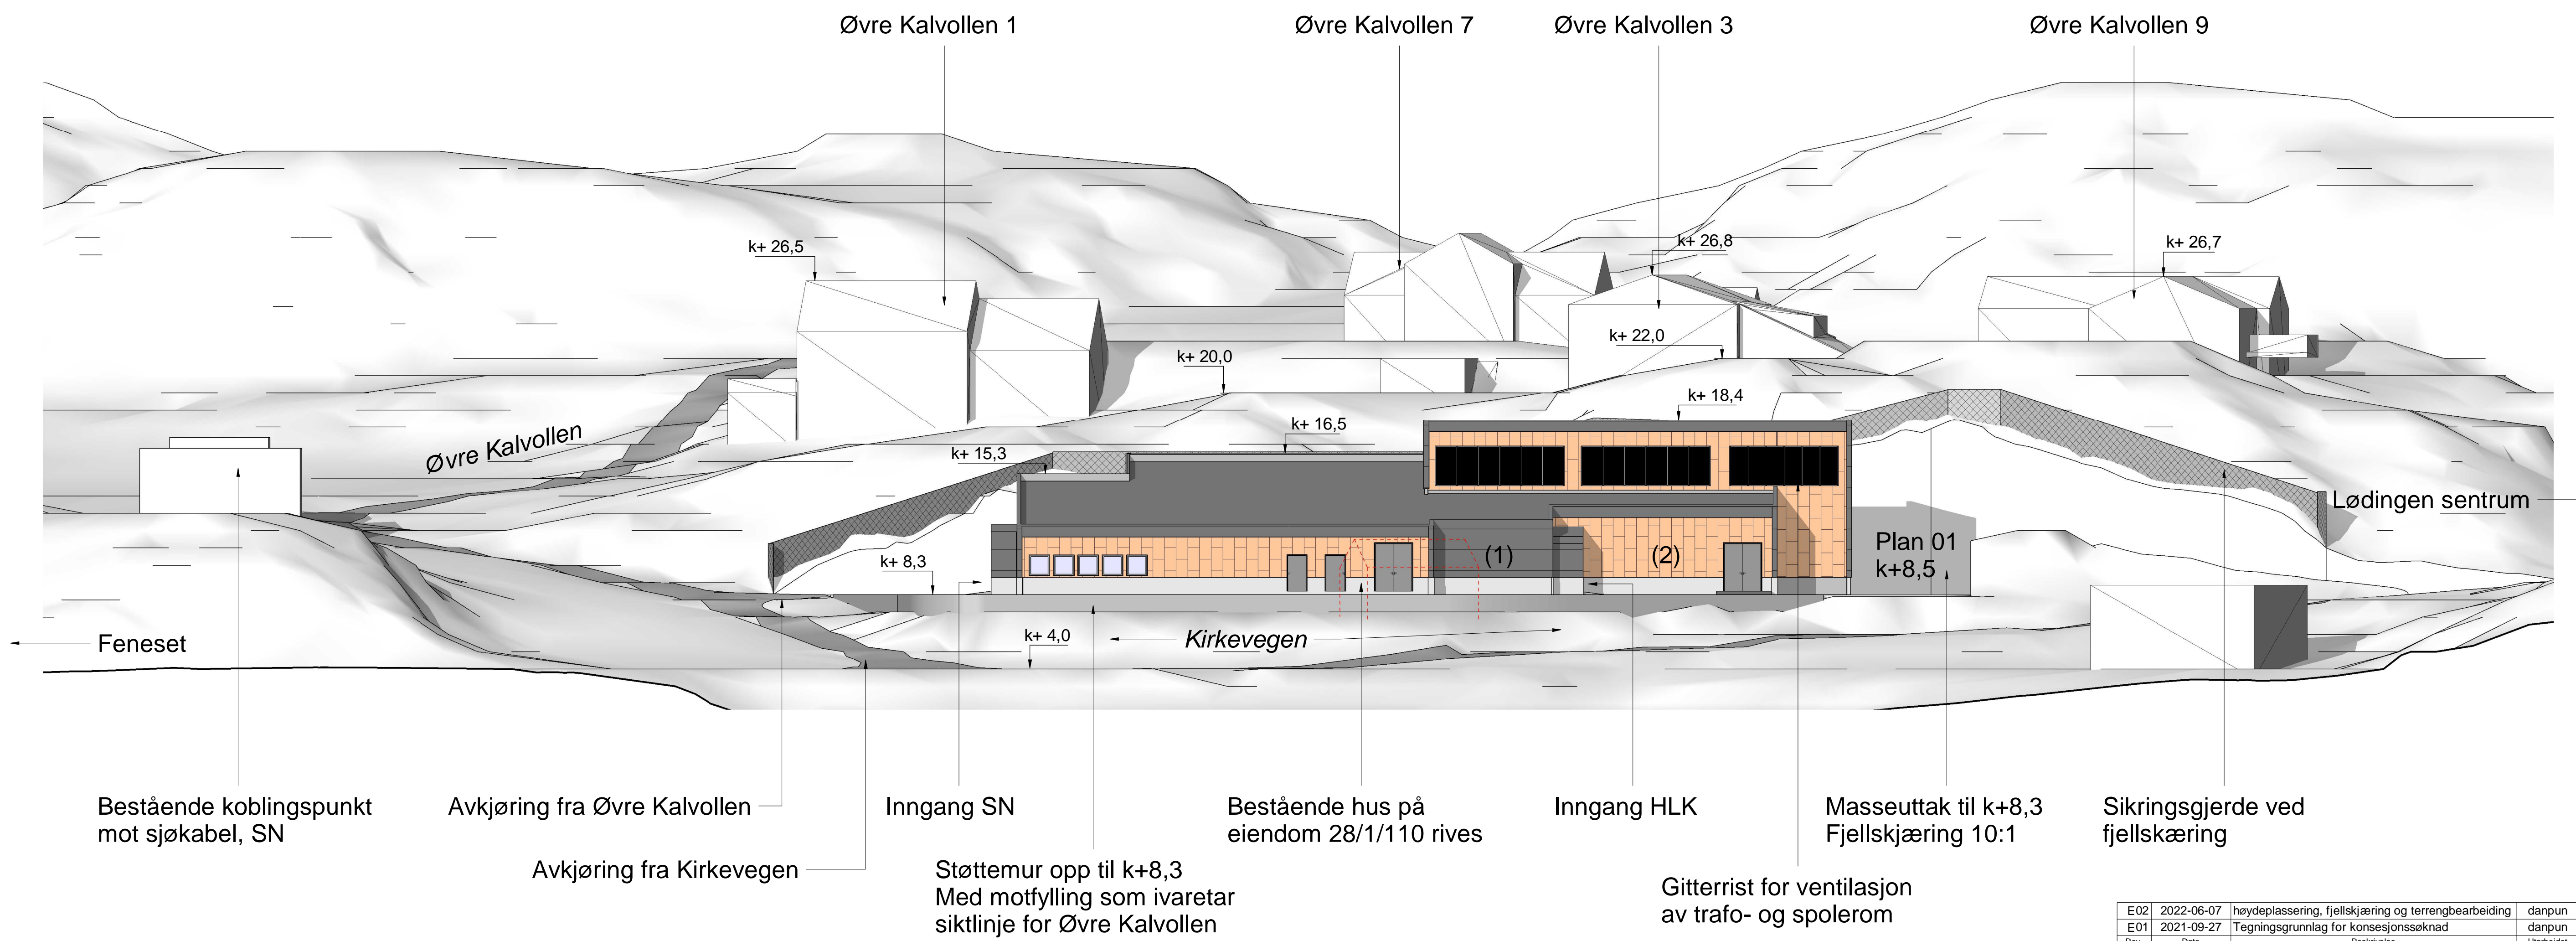 Øvre Kalvollen 1
Øvre Kalvollen 7
Øvre Kalvollen 3
Øvre Kalvollen 9
k+ 26,5
k+ 26,8
k+ 26,7
k+ 22,0
k+ 20,0
k+ 18,4
k+ 16,5
k+ 15,3
Øvre Kalvollen
Lødingen sentrum
Plan 01
k+8,5
(1)
(2)
k+ 8,3
k+ 4,0
Kirkevegen
Feneset
Bestående koblingspunkt
mot sjøkabel, SN
Avkjøring fra Øvre Kalvollen
Avkjøring fra Kirkevegen
Inngang SN
Støttemur opp til k+8,3
Med motfylling som ivaretar
siktlinje for Øvre Kalvollen
Bestående hus på
eiendom 28/1/110 rives
Inngang HLK
Gitterrist for ventilasjon
av trafo- og spolerom
Masseuttak til k+8,3
Fjellskjæring 10:1
Sikringsgjerde ved
fjellskæring
E02 2022-06-07 høydeplassering, fjellskjæring og terrengbearbeiding danpun
E01 2021-09-27 Tegningsgrunnlag for konsesjonssøknad danpun